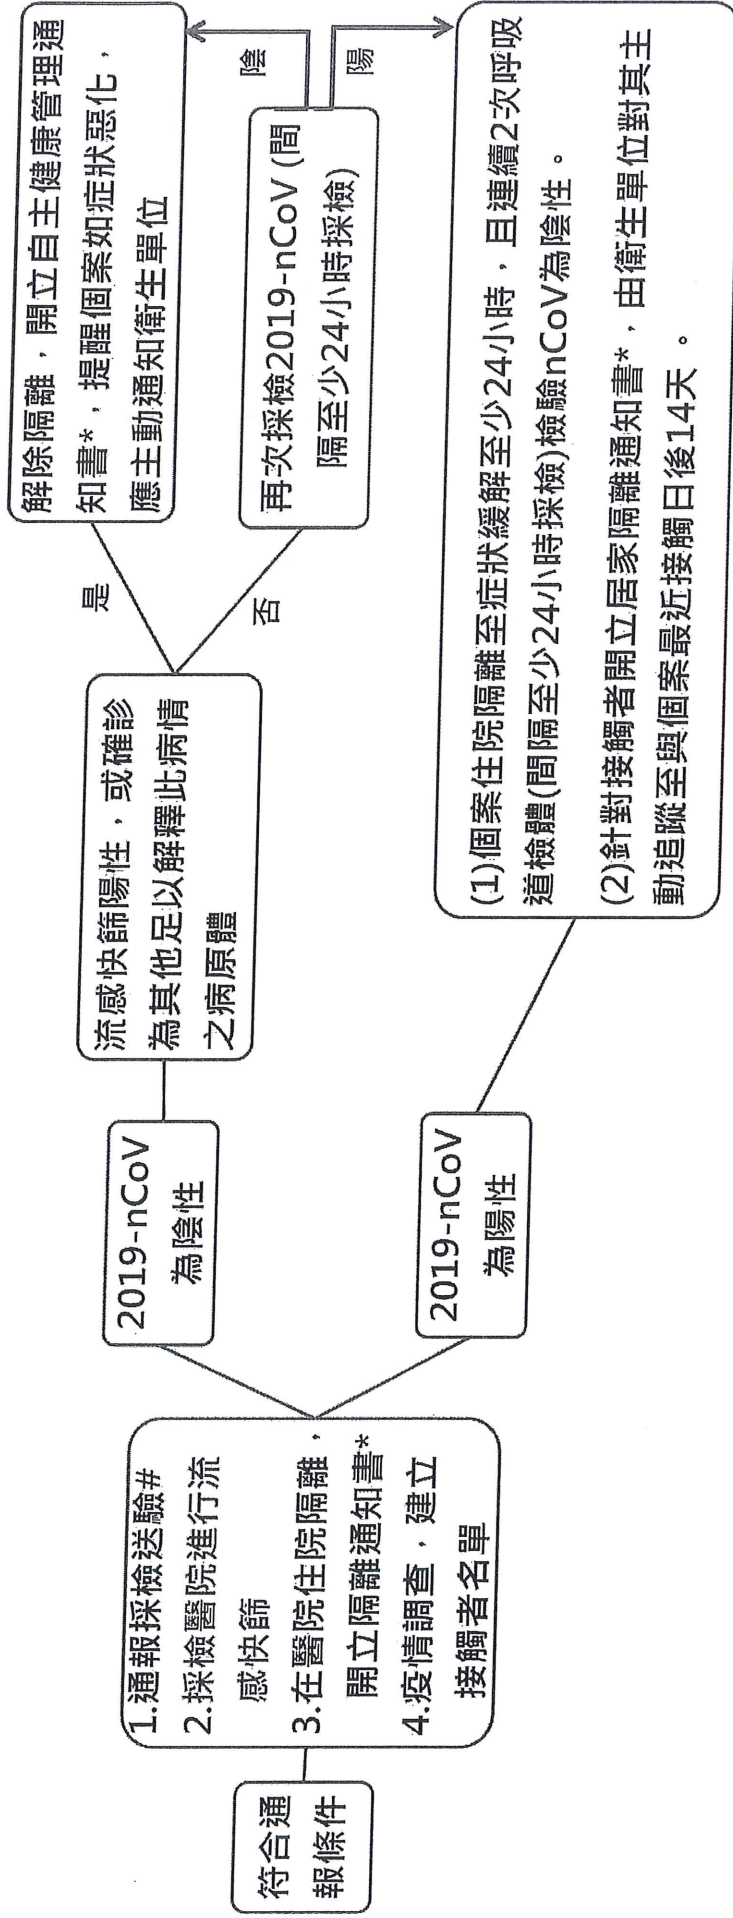 符合通
報條件
1.通報採檢送驗#
2.採檢醫院進行流
感快篩
3.在醫院住院隔離，
開立隔離通知書*
4.疫情調查，建立
接觸者名單
2019-nCoV
為陰性
流感快篩陽性，或確診
為其他足以解釋此病情
之病原體
是
解除隔離，開立自主健康管理通
知書*，提醒個案如症狀惡化，
應主動通知衛生單位
否
再次採檢2019-nCoV (間
隔至少24小時採檢)
陰
陽
2019-nCoV
為陽性
(1)個案住院隔離至症狀緩解至少24小時，且連續2次呼吸
道檢體(間隔至少24小時採檢)檢驗nCoV為陰性。
(2)針對接觸者開立居家隔離通知書*，由衛生單位對其主
動追蹤至與個案最近接觸日後14天。